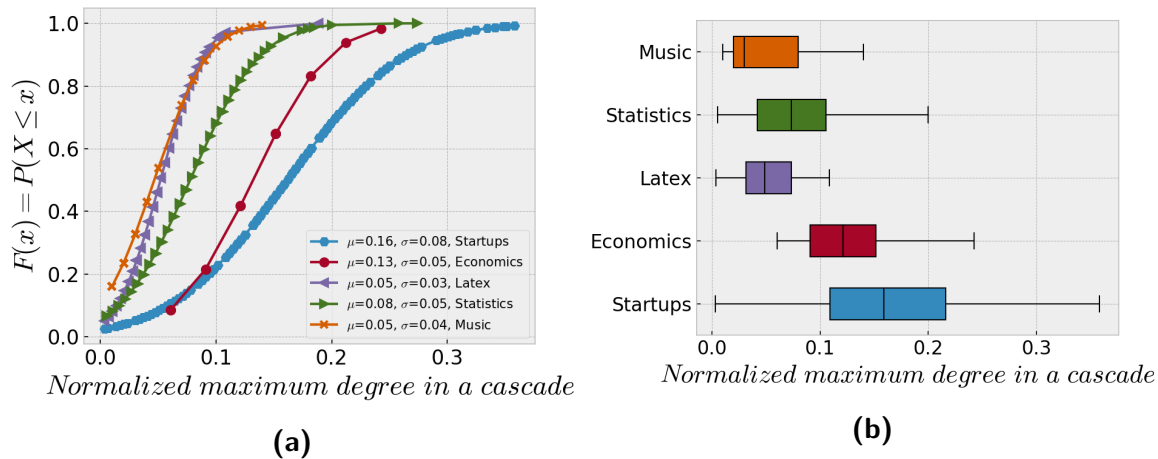 F(x) = P(X ≤ x)
1.0
0.8
0.6
0.4
0.2
0.0
μ=0.16, σ=0.08, Startups
μ=0.13, σ=0.05, Economics
μ=0.05, σ=0.03, Latex
μ=0.08, σ=0.05, Statistics
μ=0.05, σ=0.04, Music
0.0 0.1 0.2 0.3
Normalized maximum degree in a cascade
(a)
Music
Statistics
Latex
Economics
Startups
0.0 0.1 0.2 0.3
Normalized maximum degree in a cascade
(b)